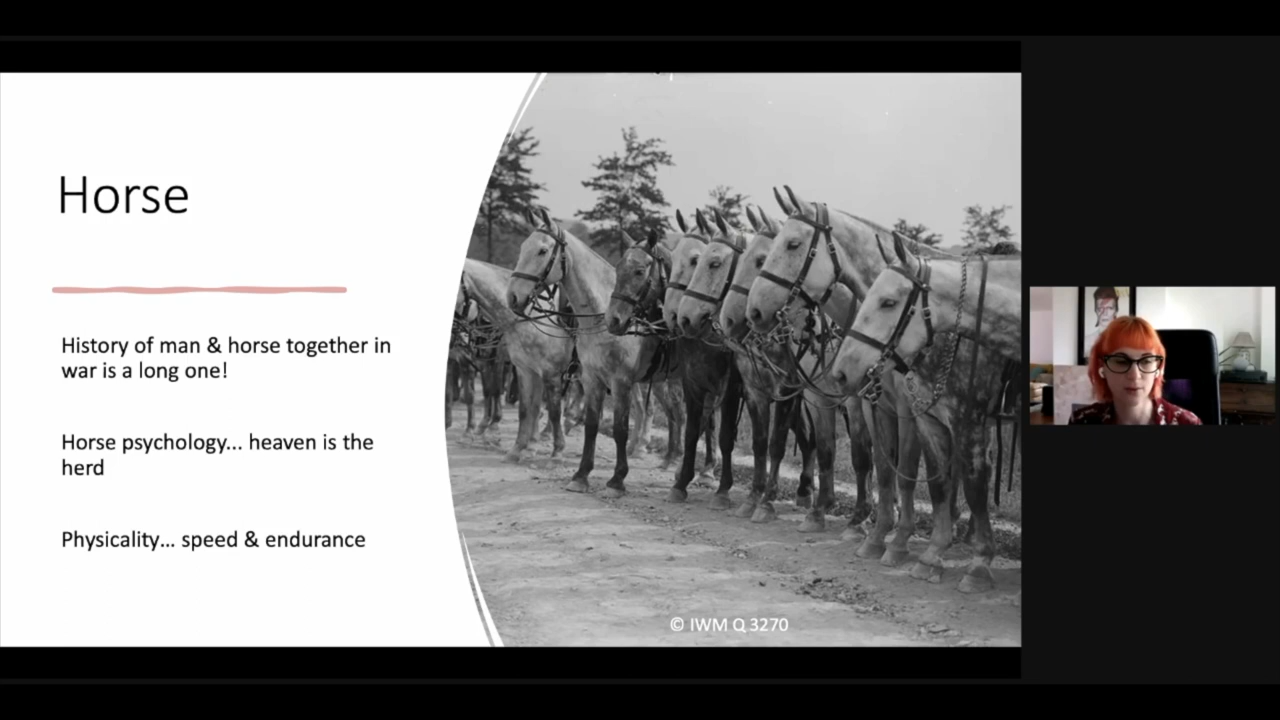 Horse
History of man & horse together in
war is a long one!
Horse psychology... heaven is the
herd
Physicality... speed & endurance
© IWM Q 3270